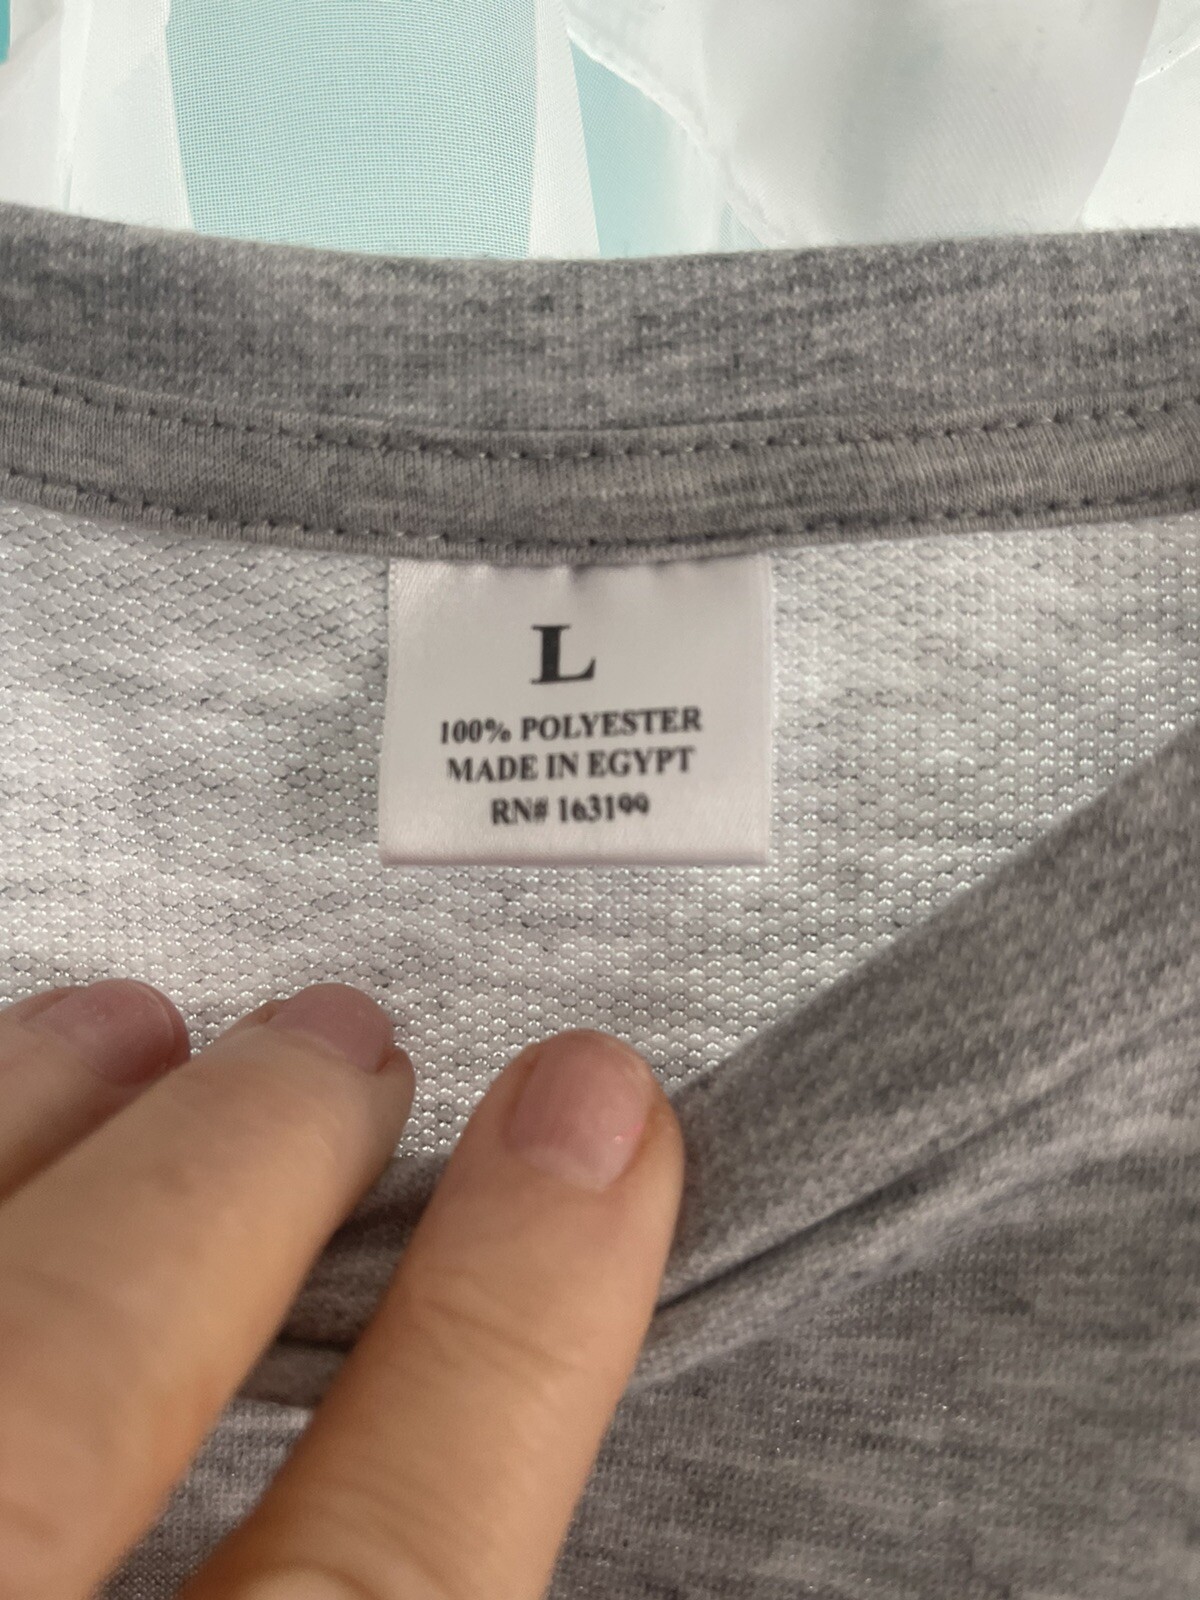 L
100% POLYESTER
MADE IN EGYPT
RN# 163199